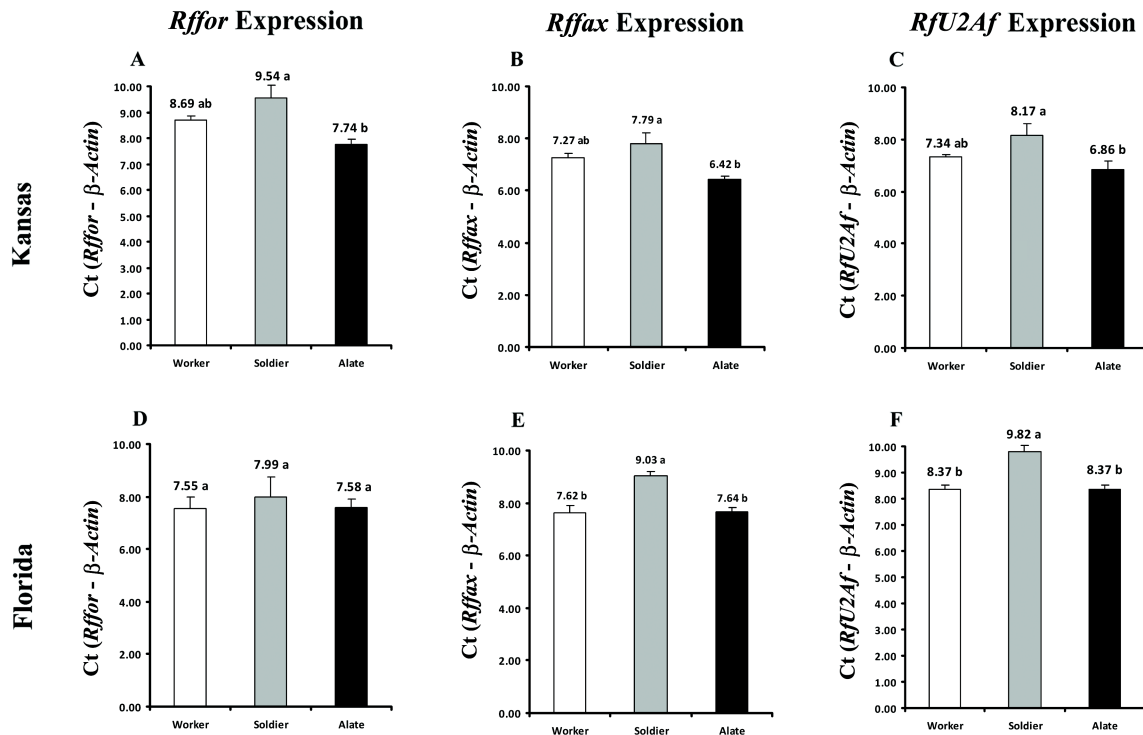 Rffor Expression
Rffax Expression
RfU2Af Expression
Kansas
A
Ct (Rffor - β-Actin)
10.00
9.00
8.00
7.00
6.00
5.00
4.00
3.00
2.00
1.00
0.00
8.69 ab
9.54 a
7.74 b
Worker
Soldier
Alate
B
Ct (Rffax - β-Actin)
10.00
8.00
6.00
4.00
2.00
0.00
7.27 ab
7.79 a
6.42 b
Worker
Soldier
Alate
C
Ct (RfU2Af - β-Actin)
10.00
8.00
6.00
4.00
2.00
0.00
7.34 ab
8.17 a
6.86 b
Worker
Soldier
Alate
Florida
D
Ct (Rffor - β-Actin)
10.00
8.00
6.00
4.00
2.00
0.00
7.55 a
7.99 a
7.58 a
Worker
Soldier
Alate
E
Ct (Rffax - β-Actin)
10.00
8.00
6.00
4.00
2.00
0.00
7.62 b
9.03 a
7.64 b
Worker
Soldier
Alate
F
Ct (RfU2Af - β-Actin)
10.00
9.00
8.00
7.00
6.00
5.00
4.00
3.00
2.00
1.00
0.00
8.37 b
9.82 a
8.37 b
Worker
Soldier
Alate